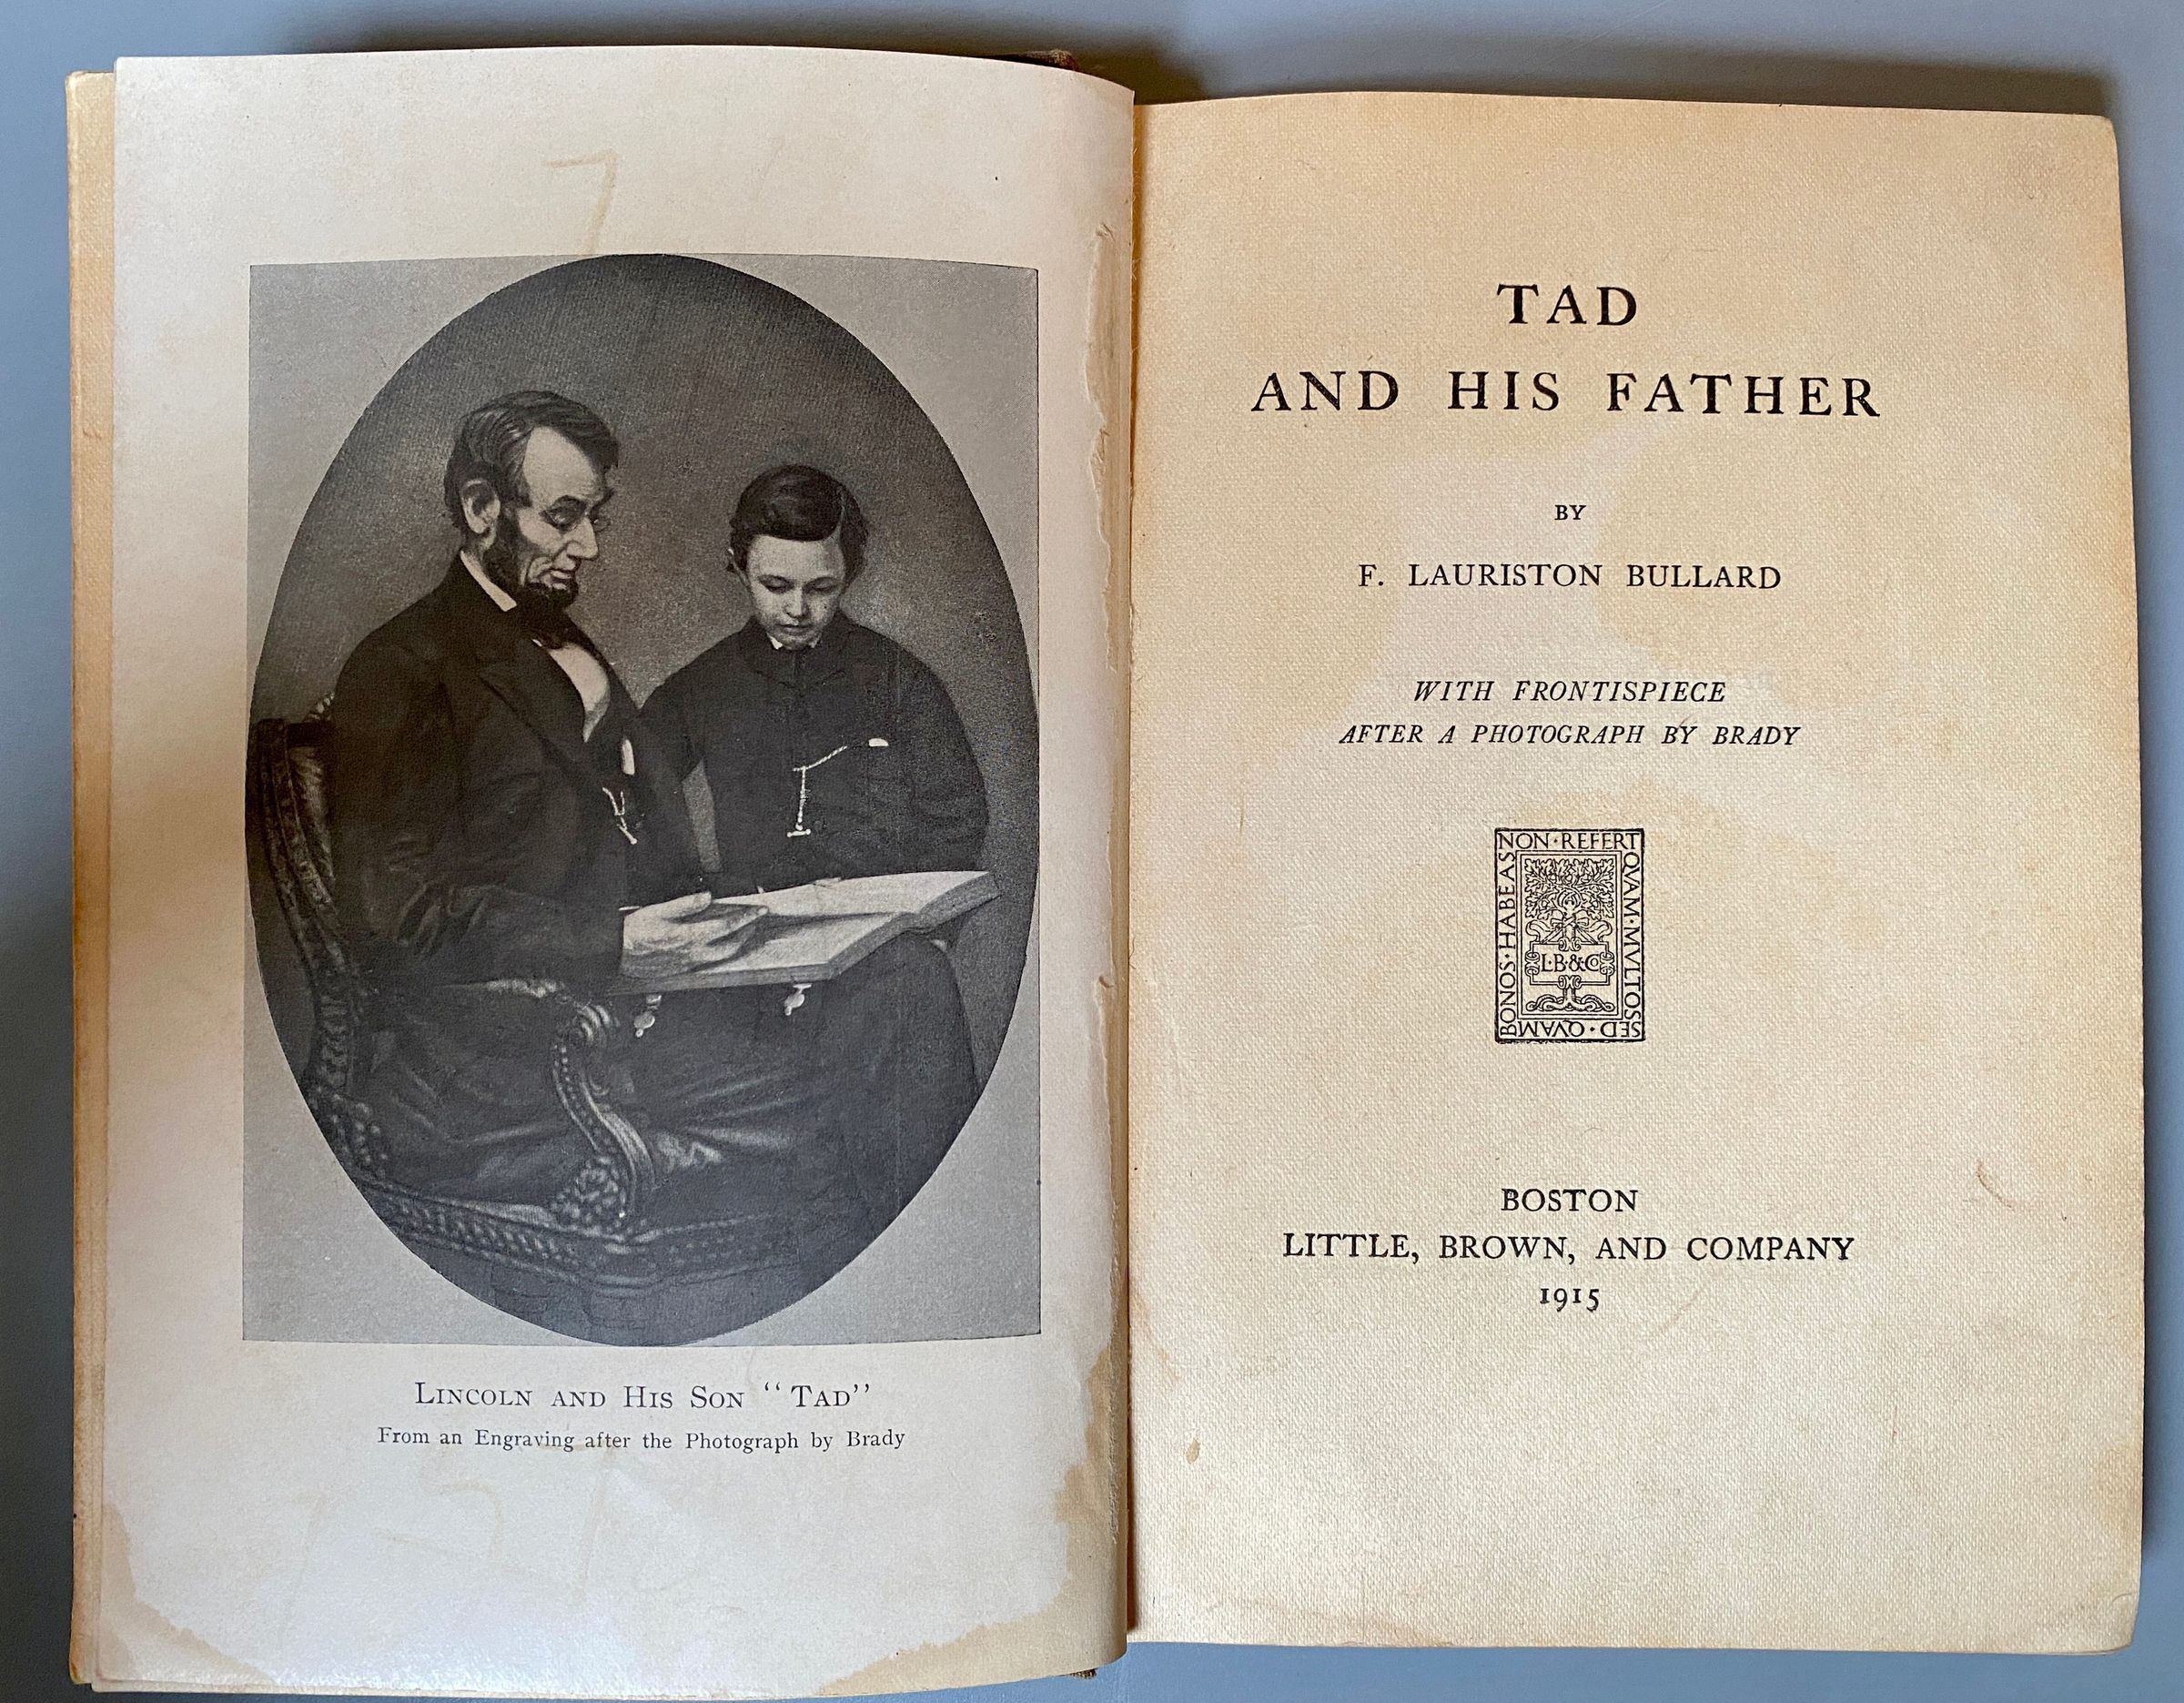 LINCOLN AND HIS SON “TAD”
From an Engraving after the Photograph by Brady
TAD
AND HIS FATHER
BY
F. LAURISTON BULLARD
WITH FRONTISPIECE
AFTER A PHOTOGRAPH BY BRADY
NON·REFERT
QVAM·MVLTOS
SED·QVAM
BONOS·HABEAS
L·B·&Co
BOSTON
LITTLE, BROWN, AND COMPANY
1915